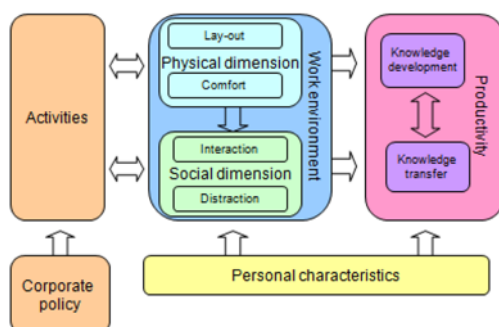 Activities
Lay-out
Physical dimension
Comfort
Interaction
Social dimension
Distraction
Work environment
Knowledge
development
Knowledge
transfer
Productivity
Corporate
policy
Personal characteristics